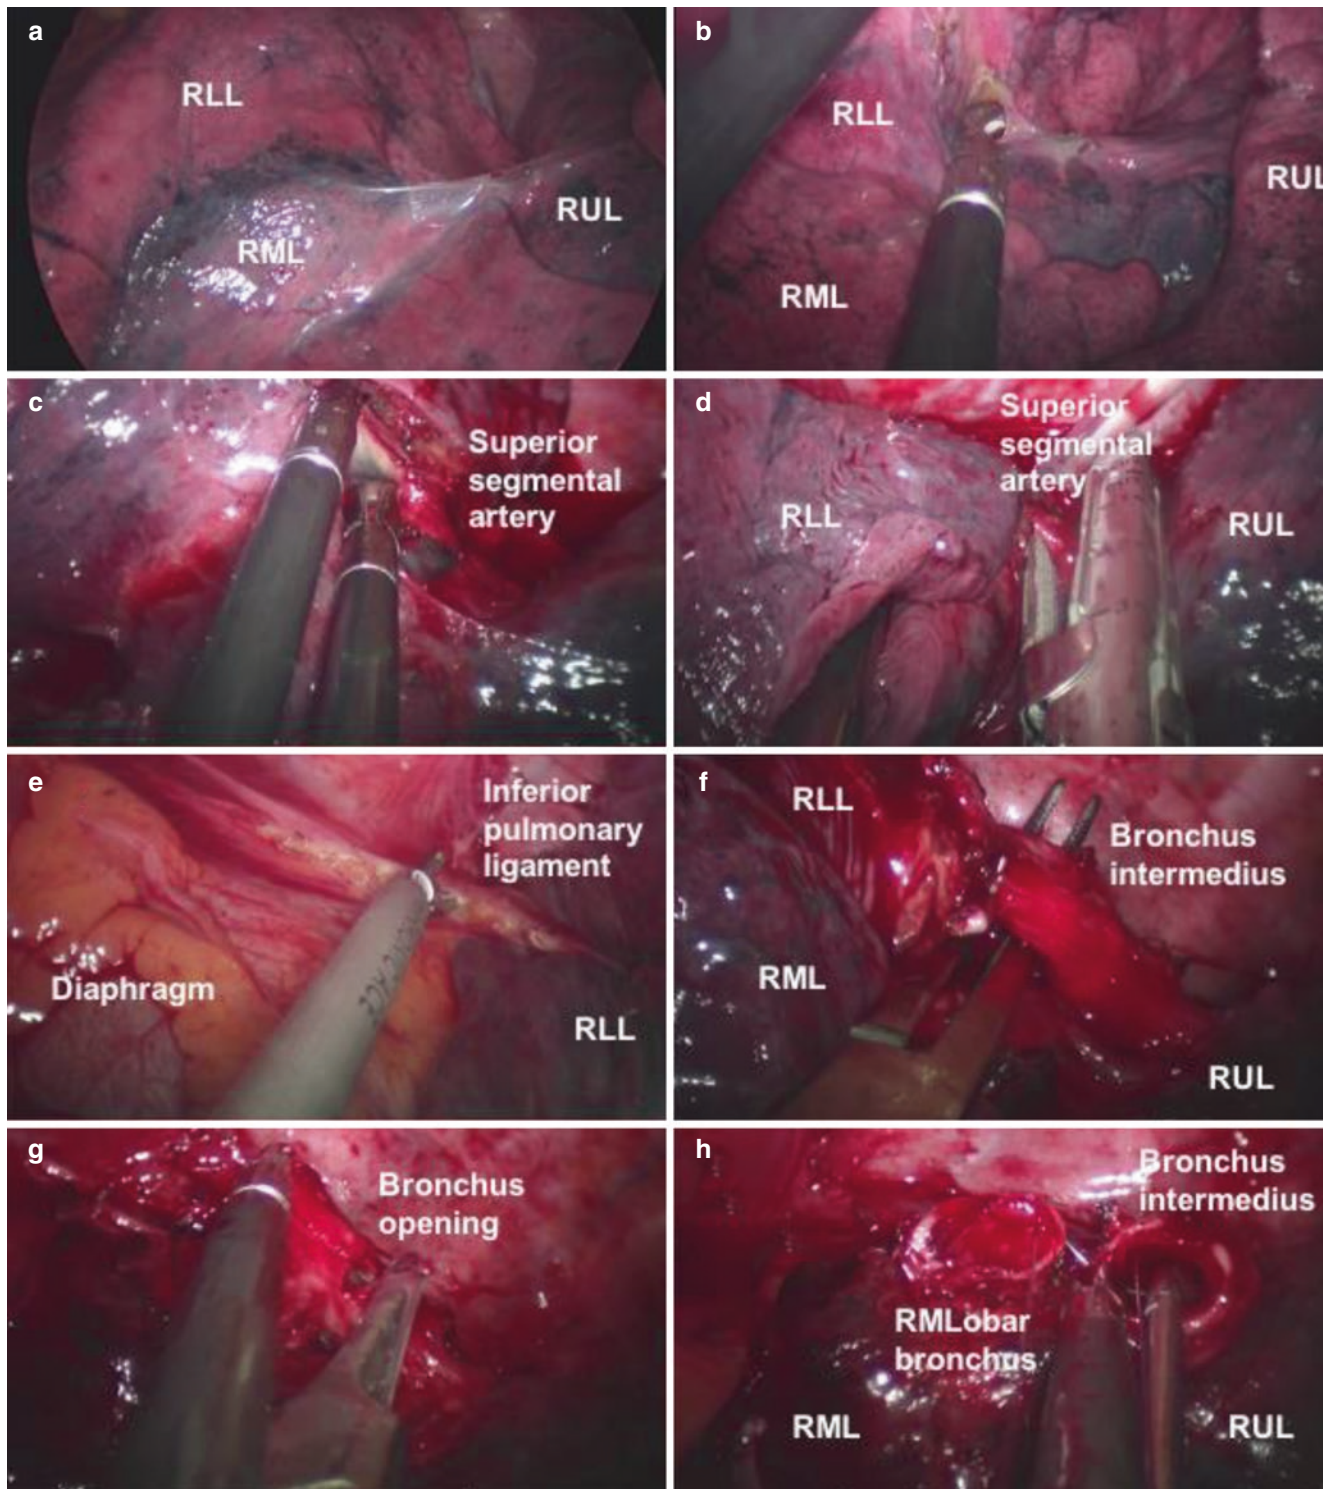 a
RLL
RUL
RML
b
RLL
RUL
RML
c
Superior
segmental
artery
d
Superior
segmental
artery
RLL
RUL
e
Inferior
pulmonary
ligament
Diaphragm
RLL
f
RLL
Bronchus
intermedius
RML
RUL
g
Bronchus
opening
h
Bronchus
intermedius
RMLobar
bronchus
RML
RUL